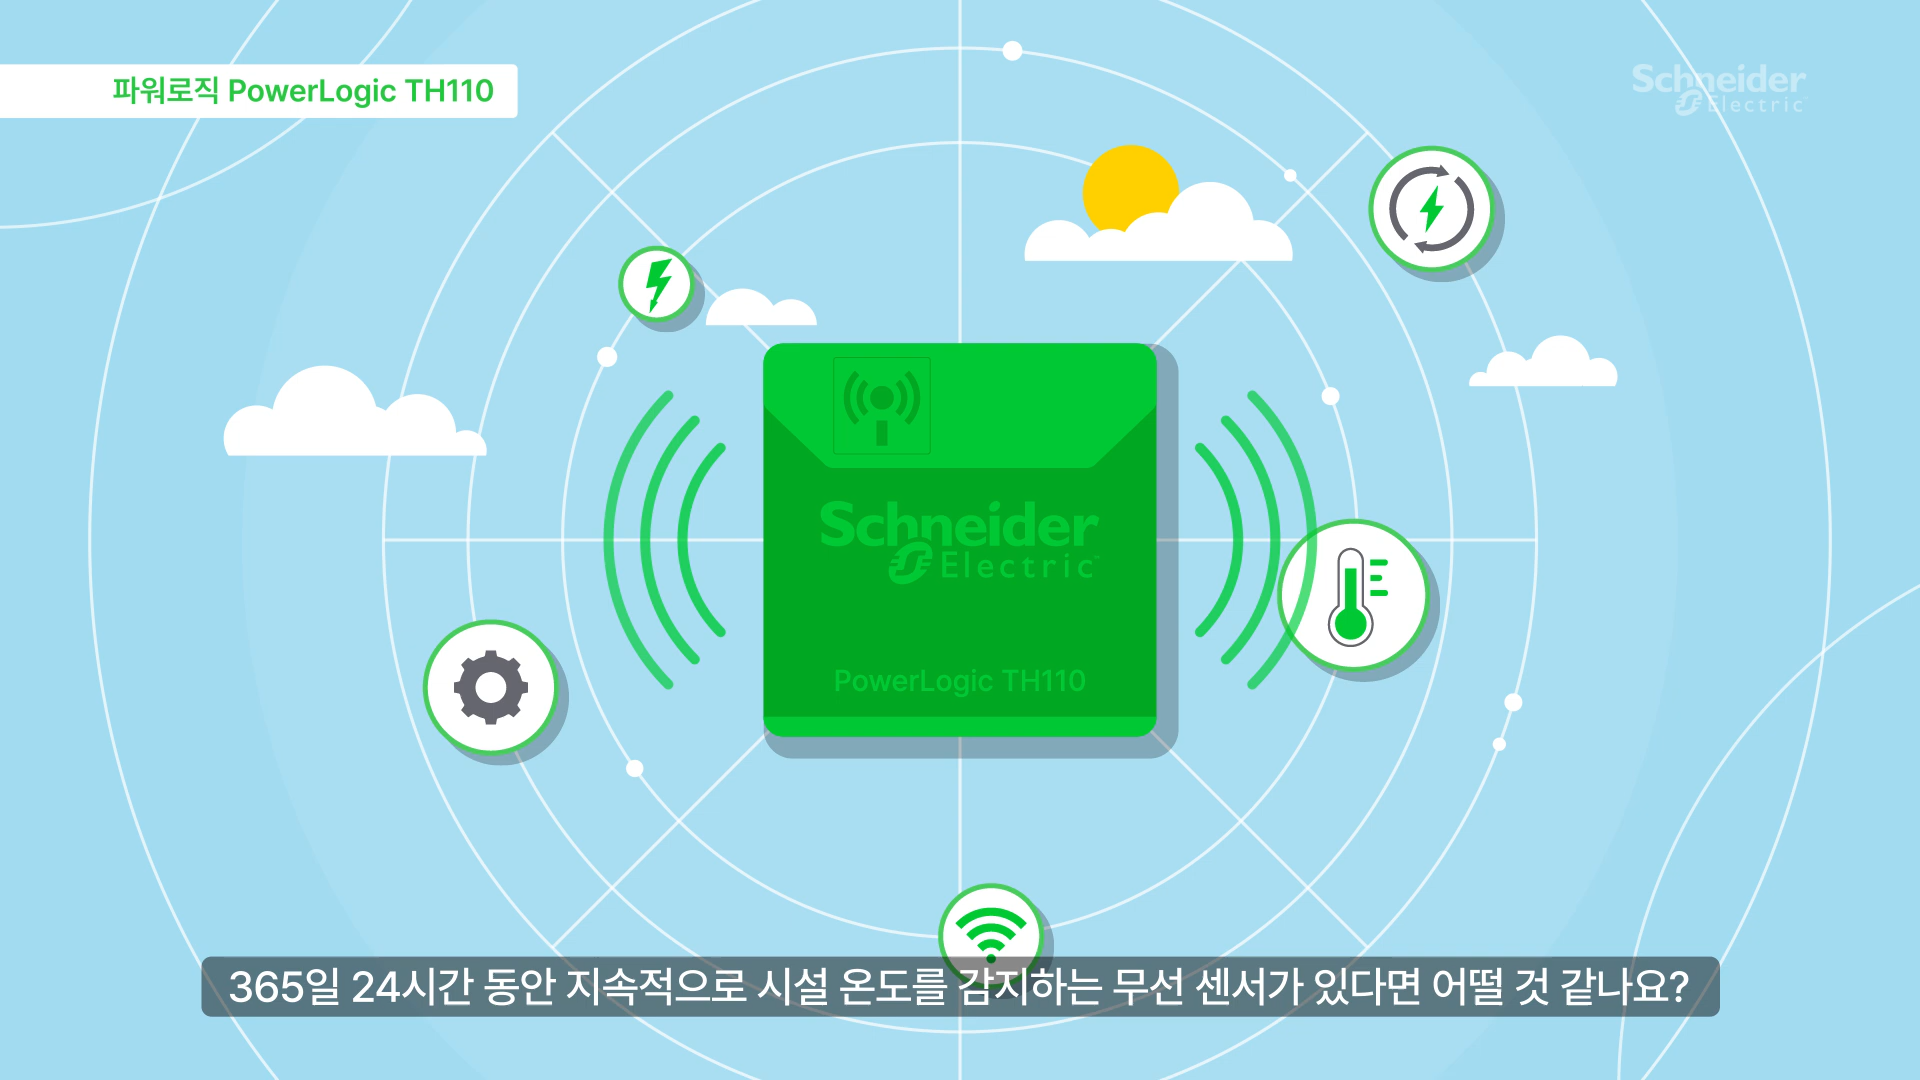 파워로직 PowerLogic TH110
Schneider
Electric
Schneider
Electric
PowerLogic TH110
365일 24시간 동안 지속적으로 시설 온도를 감지하는 무선 센서가 있다면 어떨 것 같나요?